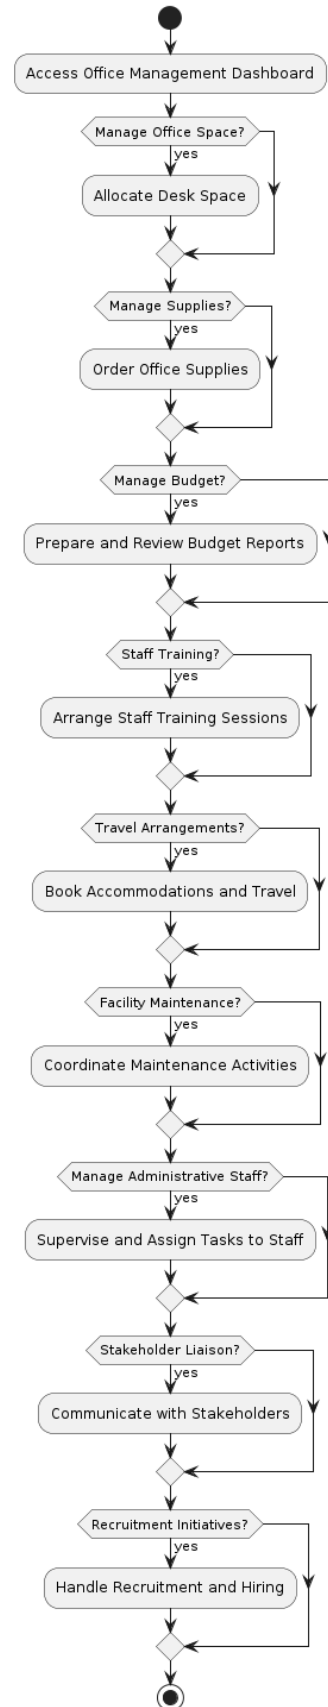 Access Office Management Dashboard
Manage Office Space?
yes
Allocate Desk Space
Manage Supplies?
yes
Order Office Supplies
Manage Budget?
yes
Prepare and Review Budget Reports
Staff Training?
yes
Arrange Staff Training Sessions
Travel Arrangements?
yes
Book Accommodations and Travel
Facility Maintenance?
yes
Coordinate Maintenance Activities
Manage Administrative Staff?
yes
Supervise and Assign Tasks to Staff
Stakeholder Liaison?
yes
Communicate with Stakeholders
Recruitment Initiatives?
yes
Handle Recruitment and Hiring